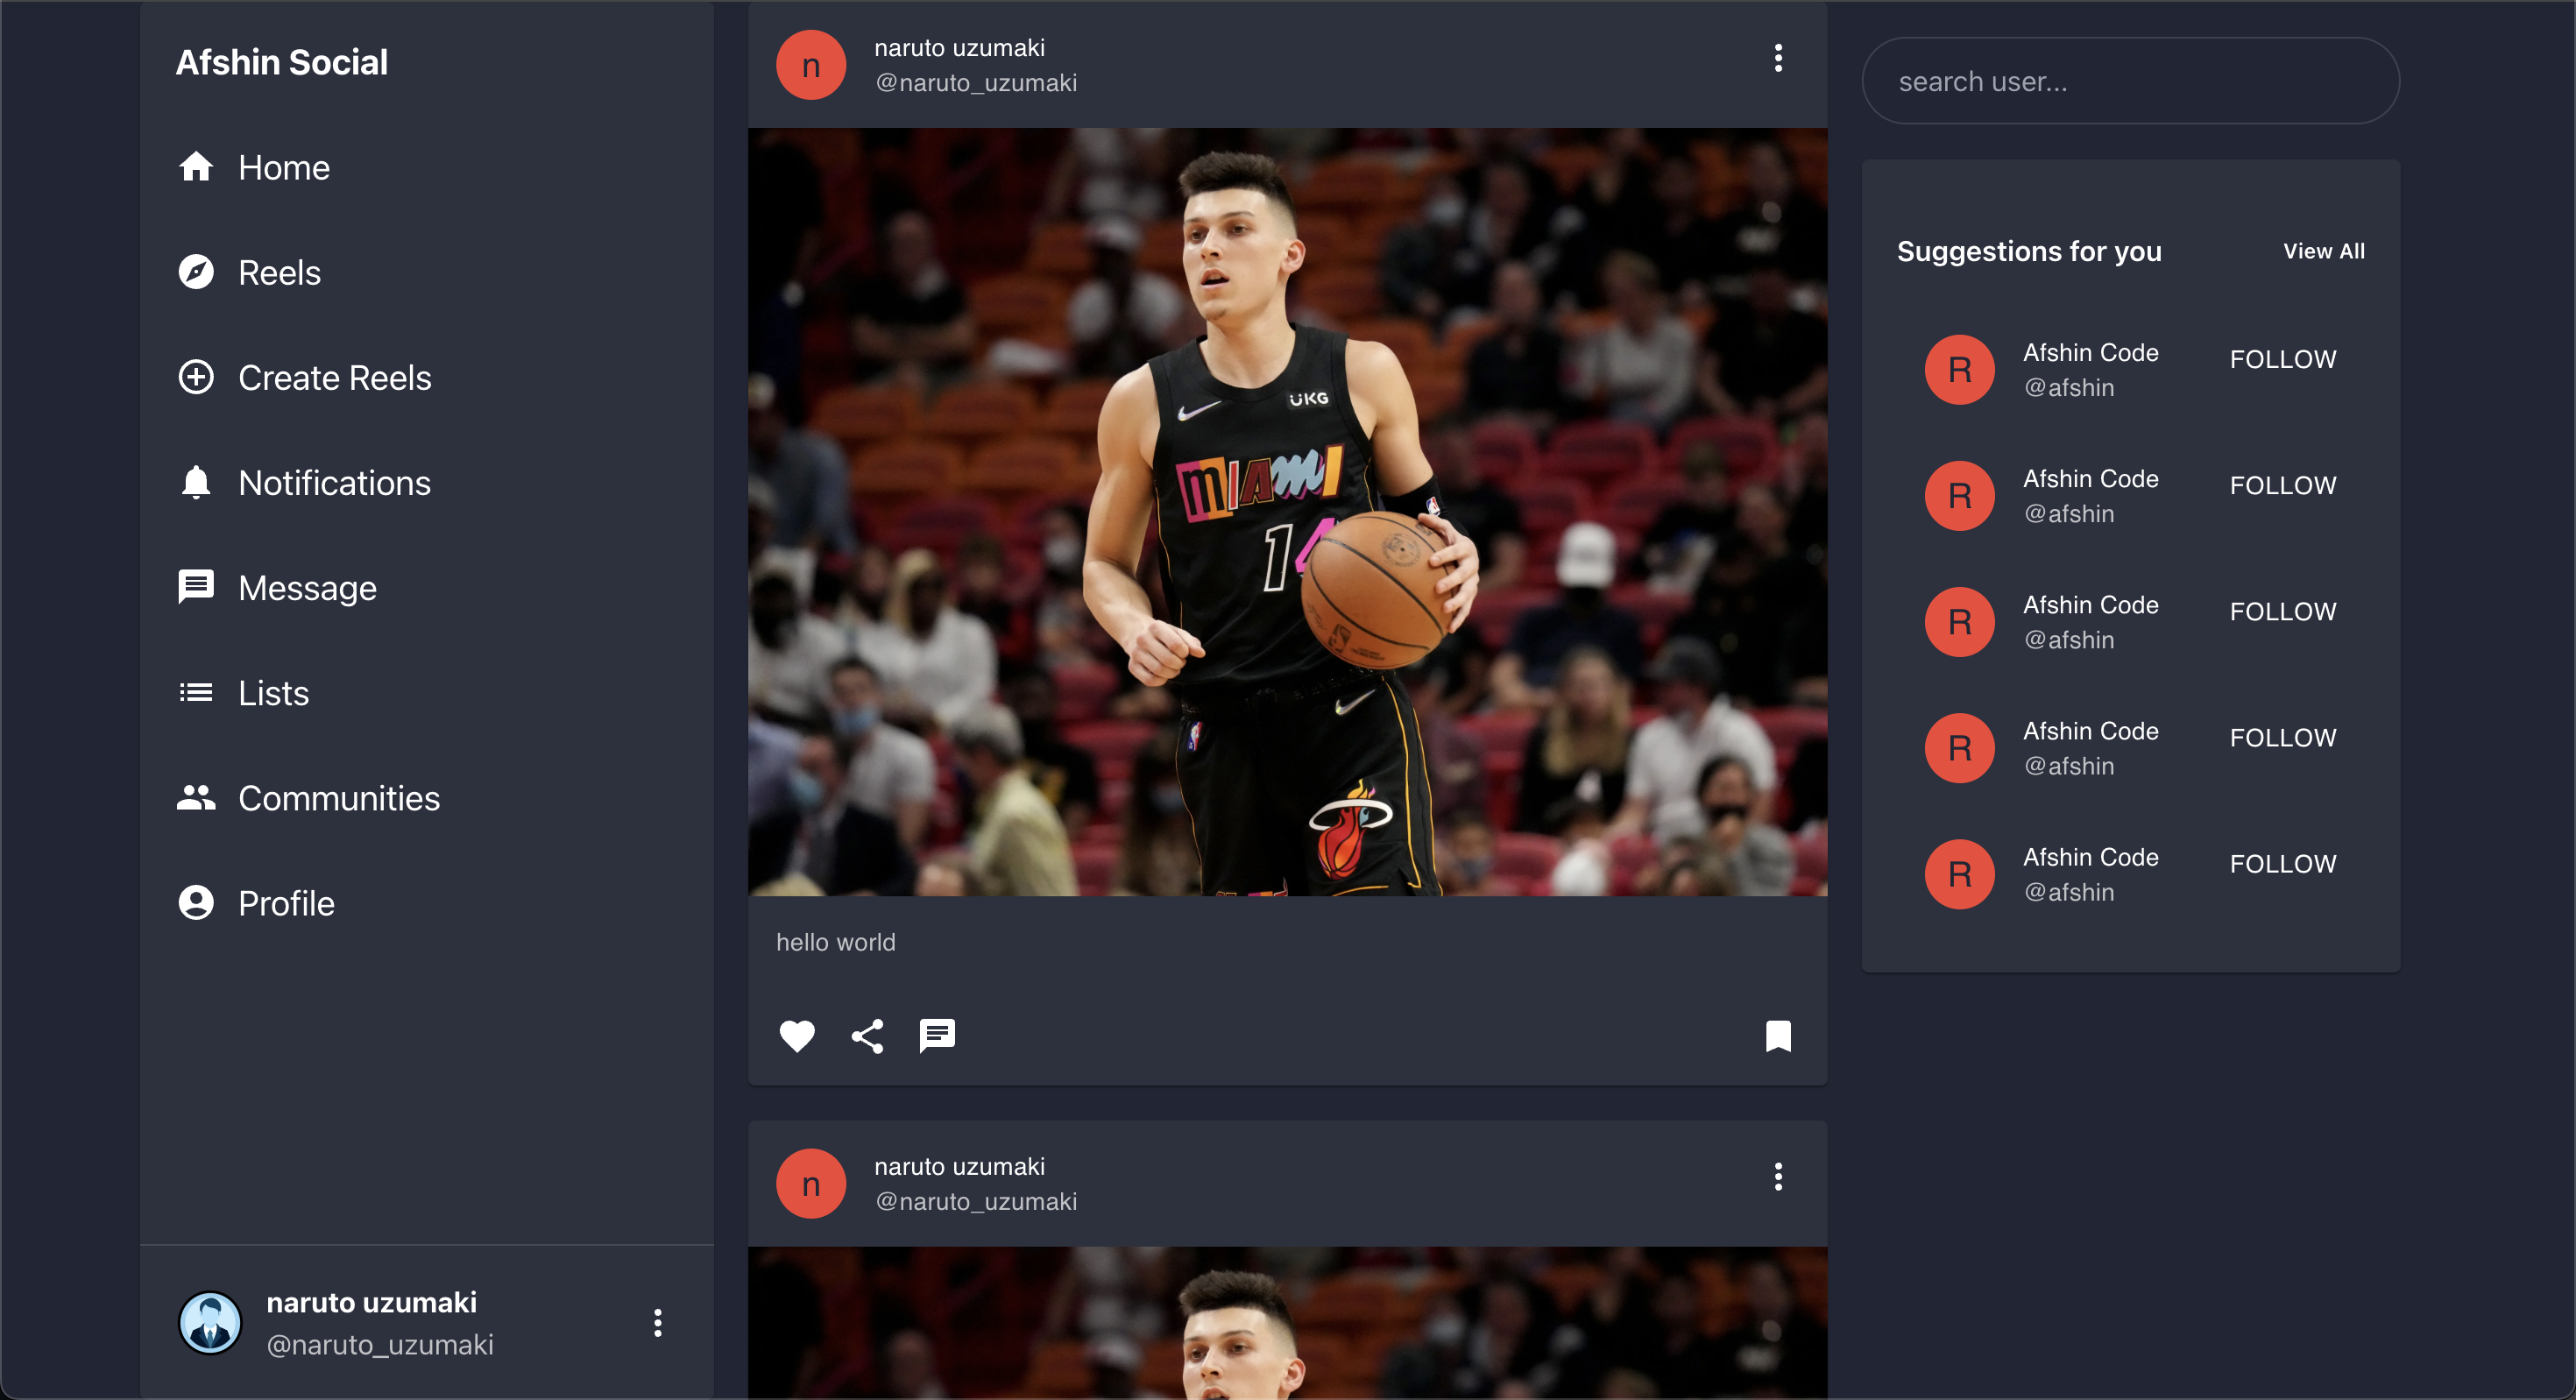 Afshin Social
Home
Reels
Create Reels
Notifications
Message
Lists
Communities
Profile
naruto uzumaki
@naruto_uzumaki
n
naruto uzumaki
@naruto_uzumaki
UKG
MIAMI
14
hello world
n
naruto uzumaki
@naruto_uzumaki
search user...
Suggestions for you
View All
R
Afshin Code
@afshin
FOLLOW
R
Afshin Code
@afshin
FOLLOW
R
Afshin Code
@afshin
FOLLOW
R
Afshin Code
@afshin
FOLLOW
R
Afshin Code
@afshin
FOLLOW